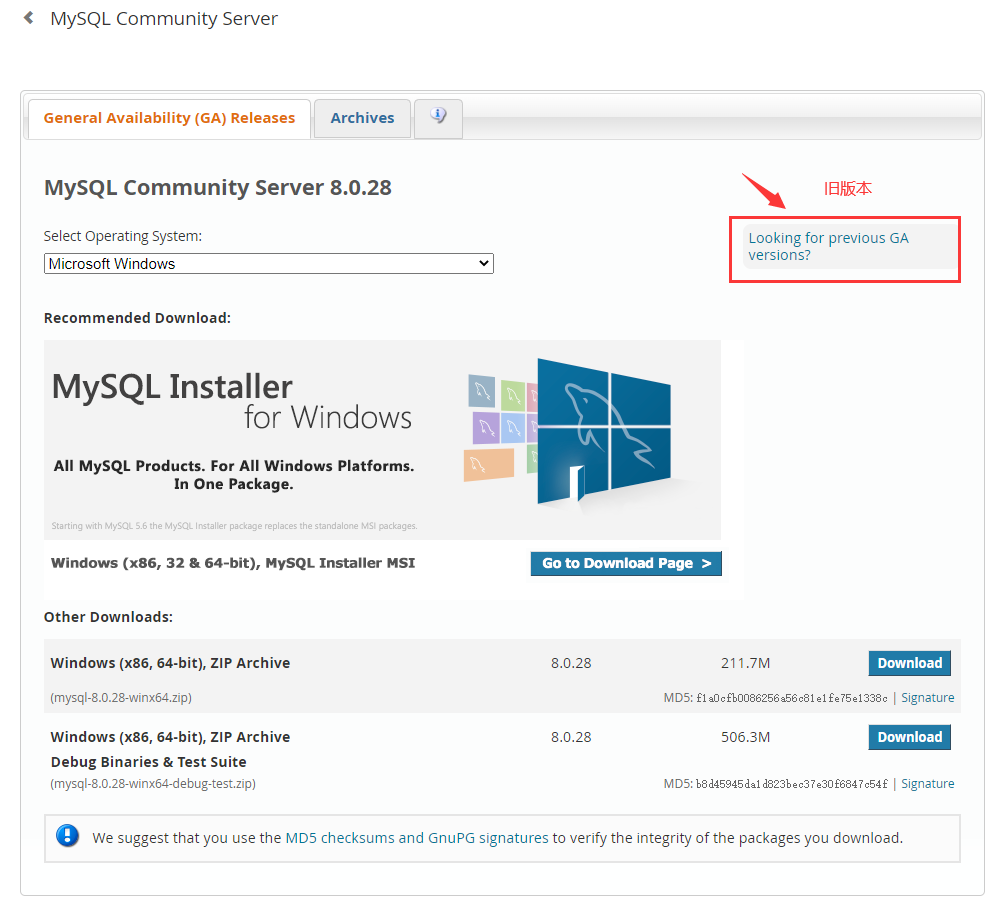 MySQL Community Server
General Availability (GA) Releases
Archives
MySQL Community Server 8.0.28
旧版本
Select Operating System:
Looking for previous GA
versions?
Microsoft Windows
Recommended Download:
MySQL Installer
for Windows
All MySQL Products. For All Windows Platforms.
In One Package.
Starting with MySQL 5.6 the MySQL Installer package replaces the standalone MSI packages.
Windows (x86, 32 & 64-bit), MySQL Installer MSI
Go to Download Page >
Other Downloads:
Windows (x86, 64-bit), ZIP Archive 8.0.28 211.7M Download
(mysql-8.0.28-winx64.zip) MD5: f1a0cfb0086256a56c81e1fe75e1338c | Signature
Windows (x86, 64-bit), ZIP Archive 8.0.28 506.3M Download
Debug Binaries & Test Suite
(mysql-8.0.28-winx64-debug-test.zip) MD5: b8d45945da1d823bec37e30f6847c54f | Signature
We suggest that you use the MD5 checksums and GnuPG signatures to verify the integrity of the packages you download.